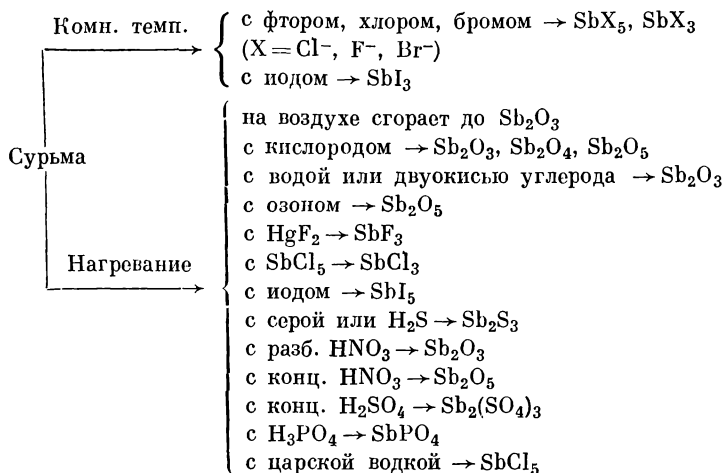 Комн. темп.
с фтором, хлором, бромом → SbX₅, SbX₃
(X = Cl⁻, F⁻, Br⁻)
с иодом → SbI₃
Сурьма
Нагревание
на воздухе сгорает до Sb₂O₃
с кислородом → Sb₂O₃, Sb₂O₄, Sb₂O₅
с водой или двуокисью углерода → Sb₂O₃
с озоном → Sb₂O₅
с HgF₂ → SbF₃
с SbCl₅ → SbCl₃
с иодом → SbI₅
с серой или H₂S → Sb₂S₃
с разб. HNO₃ → Sb₂O₃
с конц. HNO₃ → Sb₂O₅
с конц. H₂SO₄ → Sb₂(SO₄)₃
с H₃PO₄ → SbPO₄
с царской водкой → SbCl₅